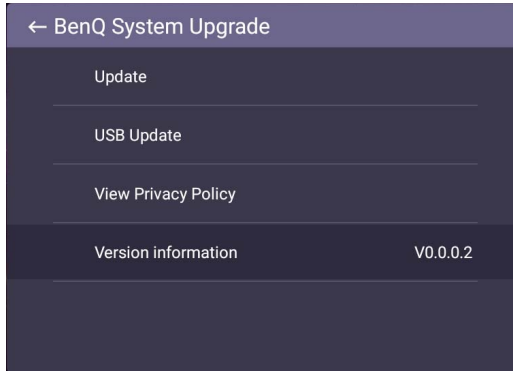 ← BenQ System Upgrade
Update
USB Update
View Privacy Policy
Version information V0.0.0.2